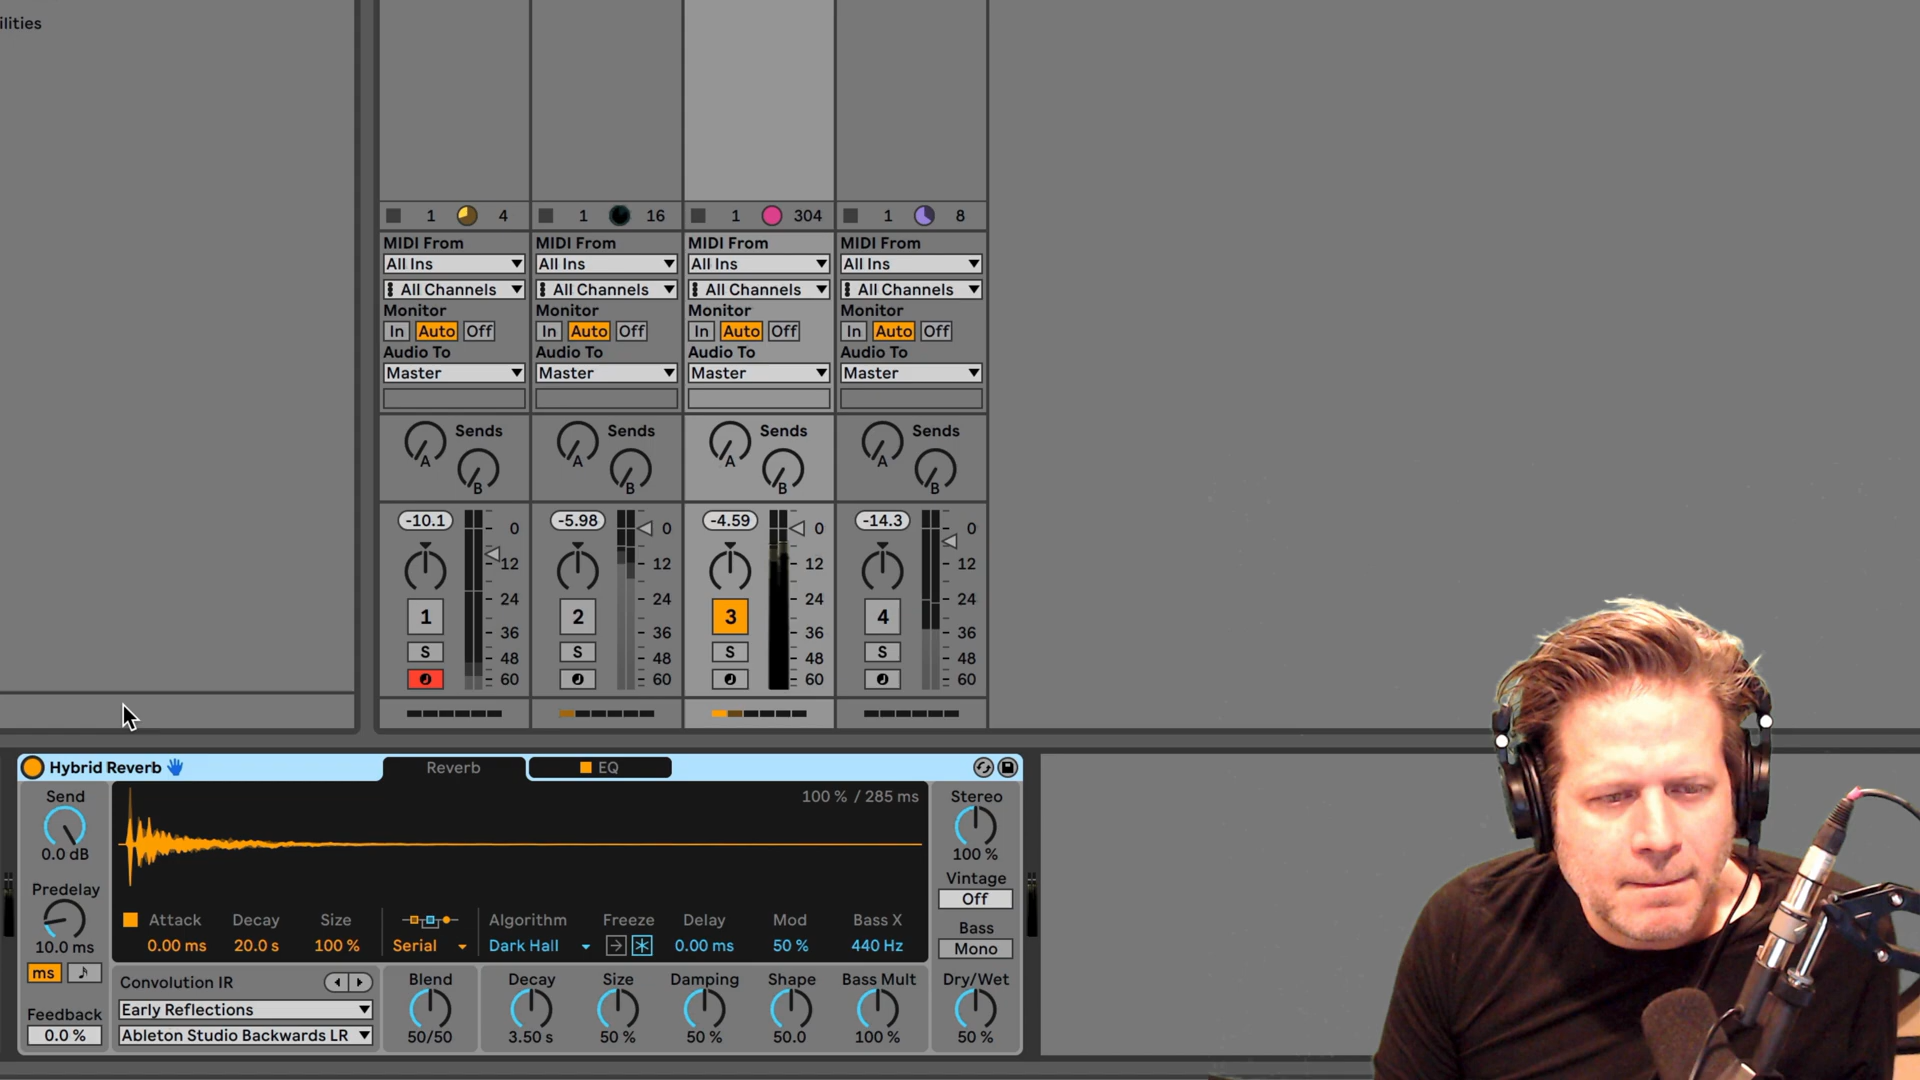 ilities
1 4
1 16
1 304
1 8
MIDI From
MIDI From
MIDI From
MIDI From
All Ins
All Ins
All Ins
All Ins
All Channels
All Channels
All Channels
All Channels
Monitor
Monitor
Monitor
Monitor
In Auto Off
In Auto Off
In Auto Off
In Auto Off
Audio To
Audio To
Audio To
Audio To
Master
Master
Master
Master
Sends
A
B
Sends
A
B
Sends
A
B
Sends
A
B
-10.1
0
12
24
36
48
60
1
S
-5.98
0
12
24
36
48
60
2
S
-4.59
0
12
24
36
48
60
3
S
-14.3
0
12
24
36
48
60
4
S
Hybrid Reverb
Reverb
EQ
Send
0.0 dB
Predelay
10.0 ms
ms
Feedback
0.0 %
100 % / 285 ms
Attack Decay Size
0.00 ms 20.0 s 100 %
Serial
Algorithm Freeze Delay Mod Bass X
Dark Hall 0.00 ms 50 % 440 Hz
Convolution IR
Early Reflections
Ableton Studio Backwards LR
Blend
50/50
Decay Size Damping Shape Bass Mult
3.50 s 50 % 50 % 50.0 100 %
Stereo
100 %
Vintage
Off
Bass
Mono
Dry/Wet
50 %